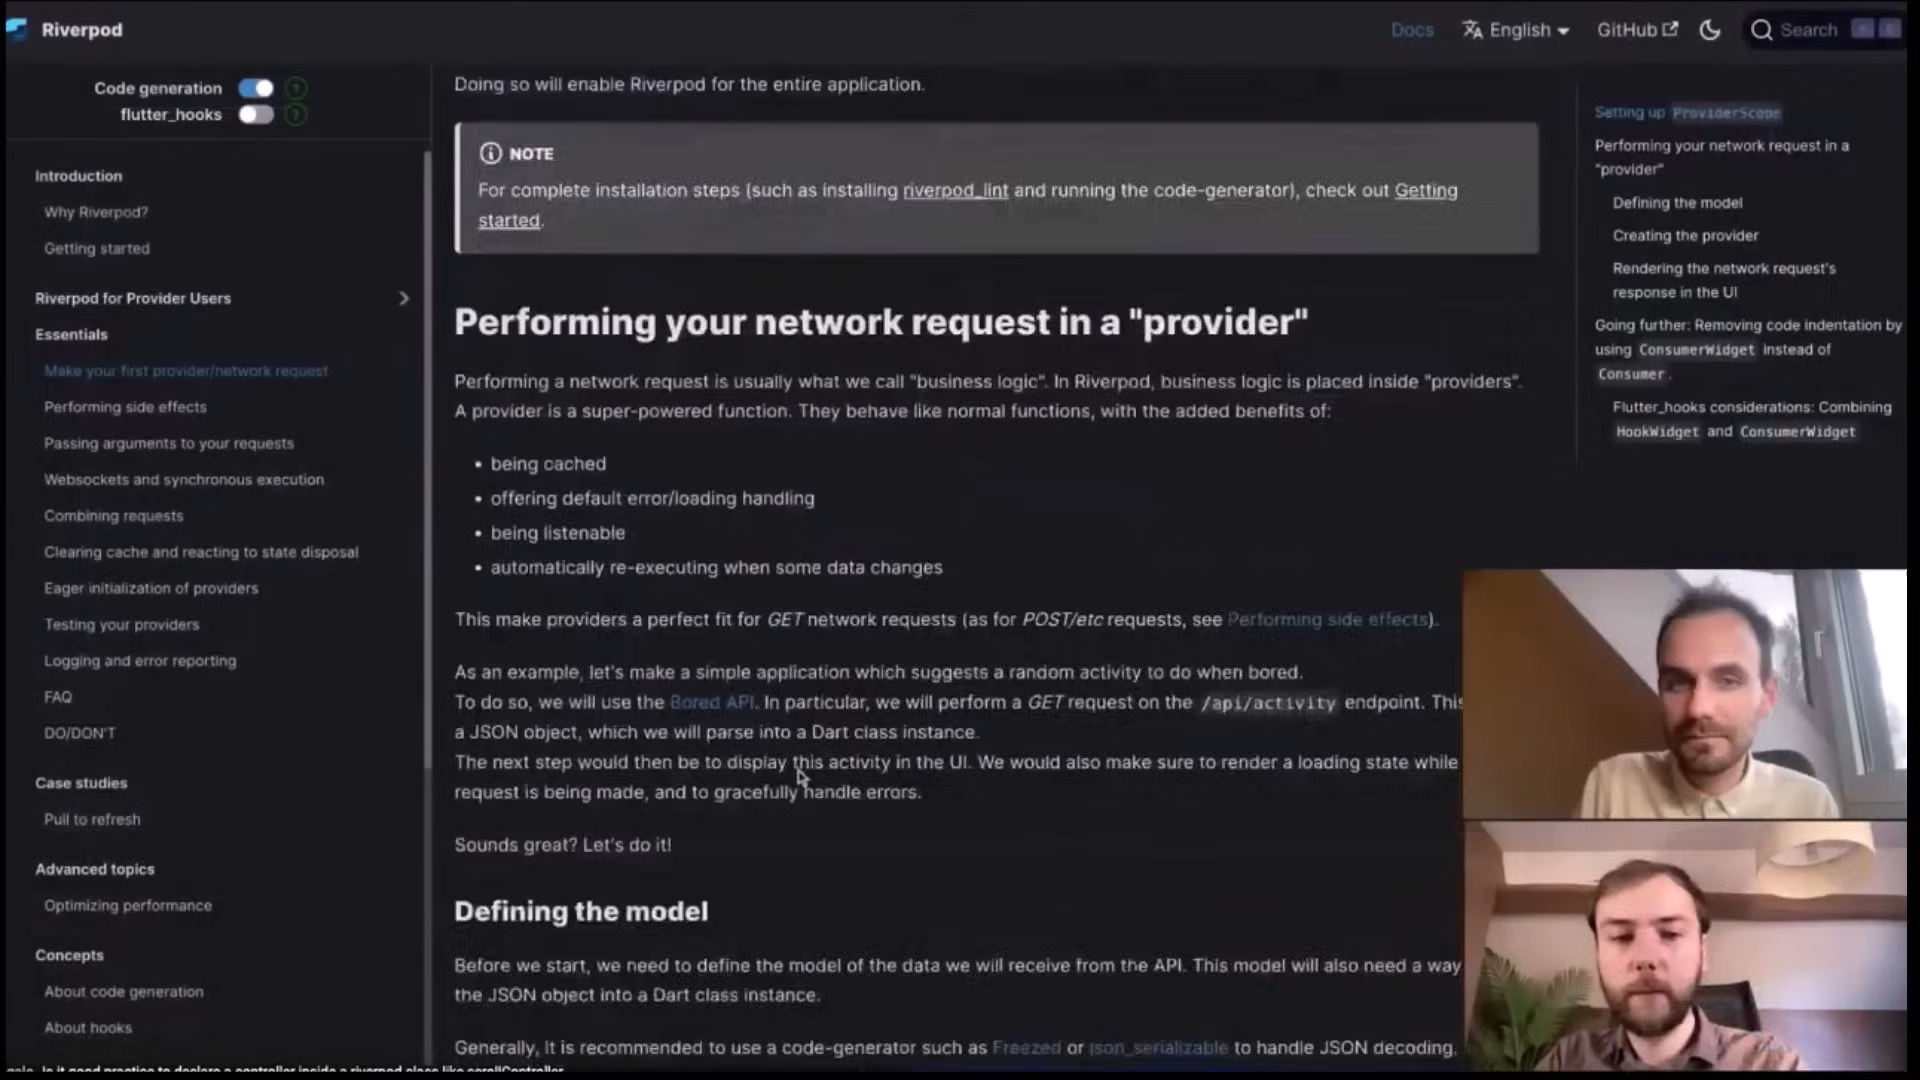 Riverpod
Docs
English
GitHub
Search
Code generation
flutter_hooks
Introduction
Why Riverpod?
Getting started
Riverpod for Provider Users
Essentials
Make your first provider/network request
Performing side effects
Passing arguments to your requests
Websockets and synchronous execution
Combining requests
Clearing cache and reacting to state disposal
Eager initialization of providers
Testing your providers
Logging and error reporting
FAQ
DO/DON'T
Case studies
Pull to refresh
Advanced topics
Optimizing performance
Concepts
About code generation
About hooks
Doing so will enable Riverpod for the entire application.
NOTE
For complete installation steps (such as installing riverpod_lint and running the code-generator), check out Getting
started.
Performing your network request in a "provider"
Performing a network request is usually what we call "business logic". In Riverpod, business logic is placed inside "providers".
A provider is a super-powered function. They behave like normal functions, with the added benefits of:
• being cached
• offering default error/loading handling
• being listenable
• automatically re-executing when some data changes
This make providers a perfect fit for GET network requests (as for POST/etc requests, see Performing side effects).
As an example, let's make a simple application which suggests a random activity to do when bored.
To do so, we will use the Bored API. In particular, we will perform a GET request on the /api/activity endpoint. This
a JSON object, which we will parse into a Dart class instance.
The next step would then be to display this activity in the UI. We would also make sure to render a loading state while
request is being made, and to gracefully handle errors.
Sounds great? Let's do it!
Defining the model
Before we start, we need to define the model of the data we will receive from the API. This model will also need a way
the JSON object into a Dart class instance.
Generally, it is recommended to use a code-generator such as Freezed or json_serializable to handle JSON decoding.
Setting up ProviderScope
Performing your network request in a
"provider"
Defining the model
Creating the provider
Rendering the network request's
response in the UI
Going further: Removing code indentation by
using ConsumerWidget instead of
Consumer.
Flutter_hooks considerations: Combining
HookWidget and ConsumerWidget
Is it good practice to declare a controller inside a riverpod class like scrollController